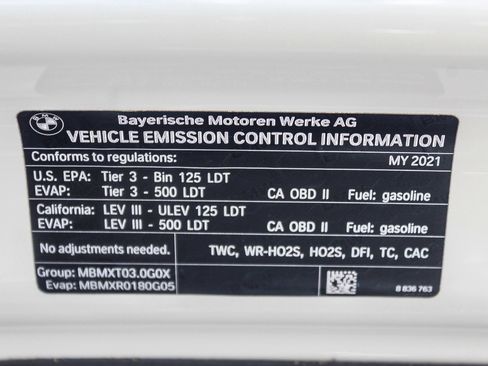 BMW
Bayerische Motoren Werke AG
VEHICLE EMISSION CONTROL INFORMATION
Conforms to regulations: MY 2021
U.S. EPA: Tier 3 - Bin 125 LDT
EVAP: Tier 3 - 500 LDT CA OBD II Fuel: gasoline
California: LEV III - ULEV 125 LDT
EVAP: LEV III - 500 LDT CA OBD II Fuel: gasoline
No adjustments needed. TWC, WR-HO2S, HO2S, DFI, TC, CAC
Group: MBMXT03.0G0X
Evap: MBMXR0180G05 8 836 763